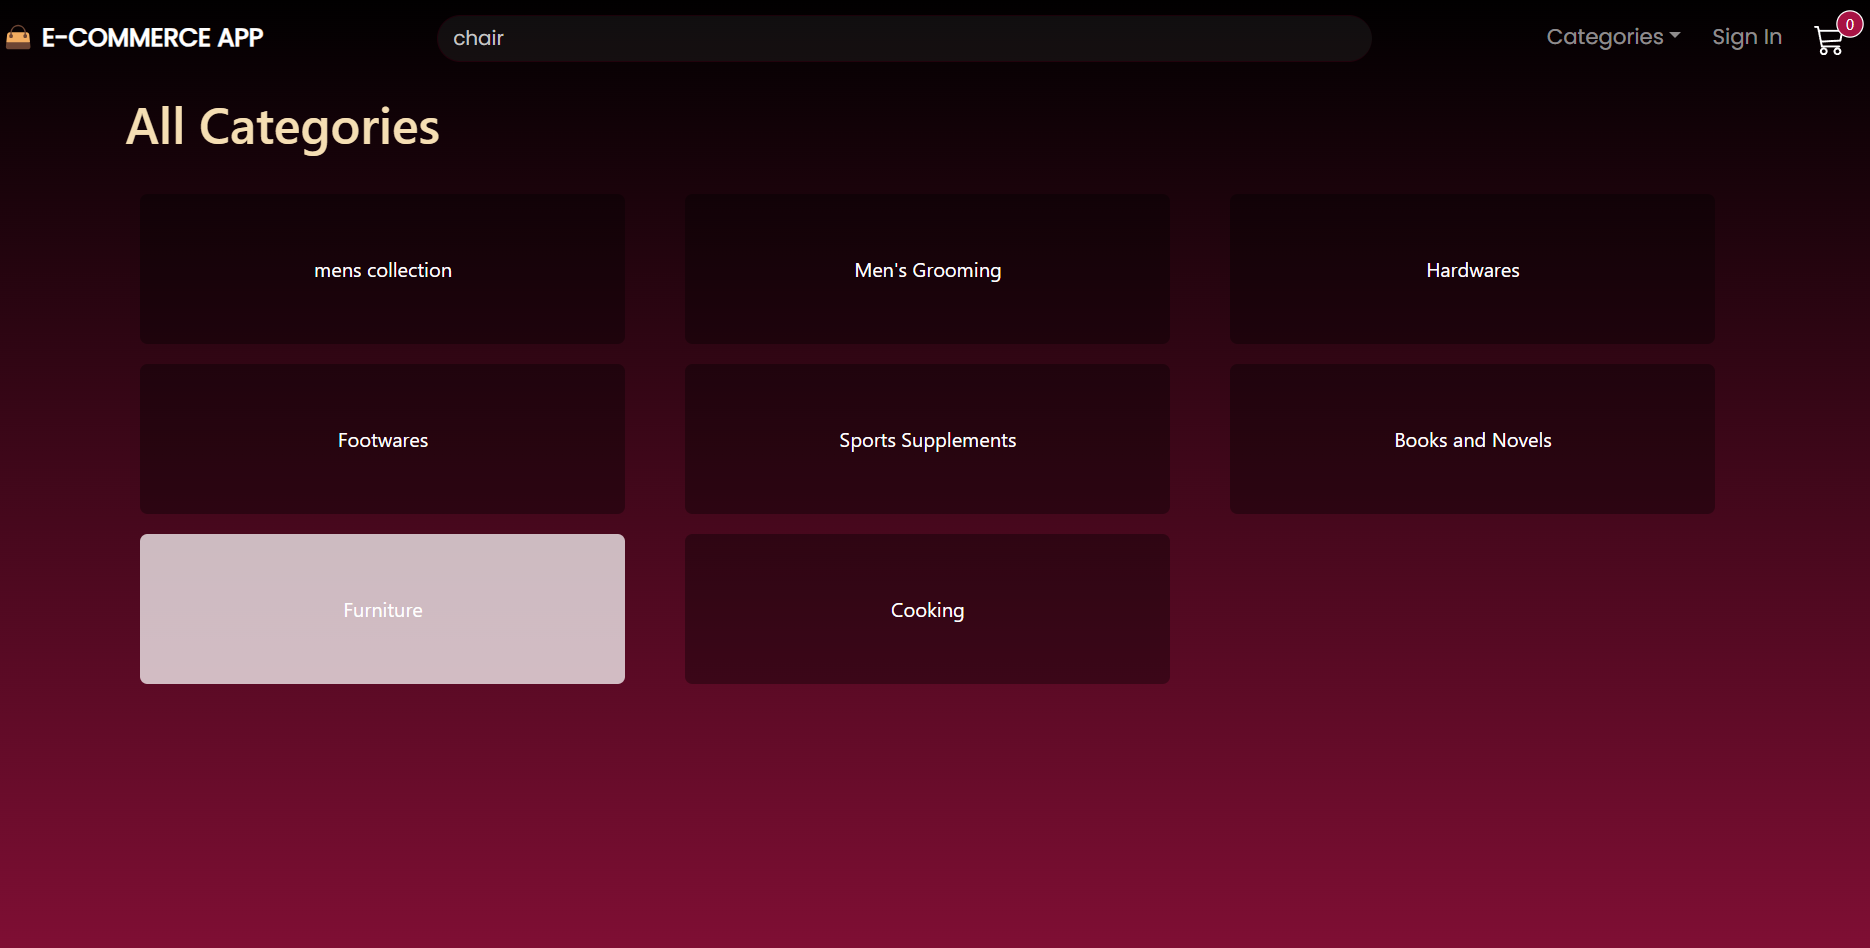 E-COMMERCE APP
chair
Categories
Sign In
0
All Categories
mens collection
Men's Grooming
Hardwares
Footwares
Sports Supplements
Books and Novels
Furniture
Cooking